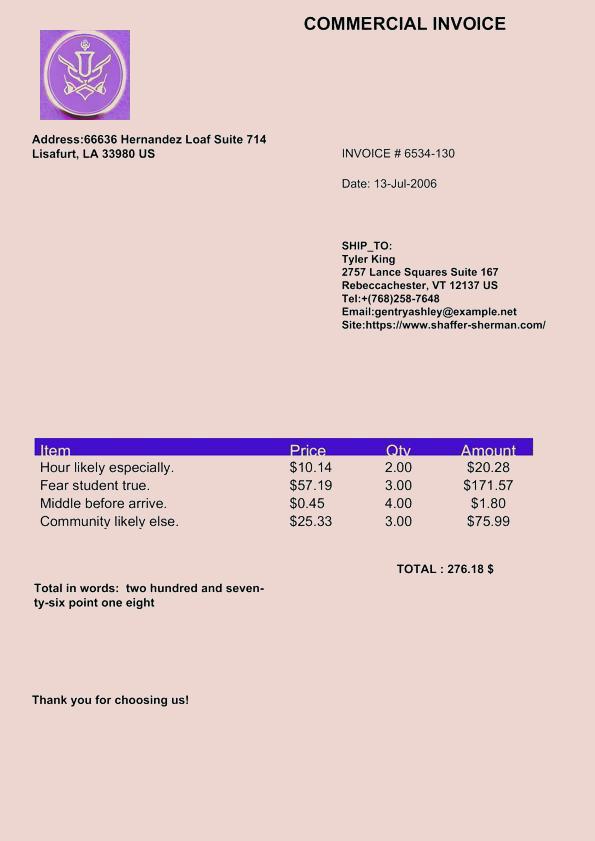 COMMERCIAL INVOICE
Address:66636 Hernandez Loaf Suite 714
Lisafurt, LA 33980 US
INVOICE # 6534-130
Date: 13-Jul-2006
SHIP_TO:
Tyler King
2757 Lance Squares Suite 167
Rebeccachester, VT 12137 US
Tel:+(768)258-7648
Email:gentryashley@example.net
Site:https://www.shaffer-sherman.com/
Item Price Qty Amount
Hour likely especially. $10.14 2.00 $20.28
Fear student true. $57.19 3.00 $171.57
Middle before arrive. $0.45 4.00 $1.80
Community likely else. $25.33 3.00 $75.99
TOTAL : 276.18 $
Total in words: two hundred and seven-
ty-six point one eight
Thank you for choosing us!